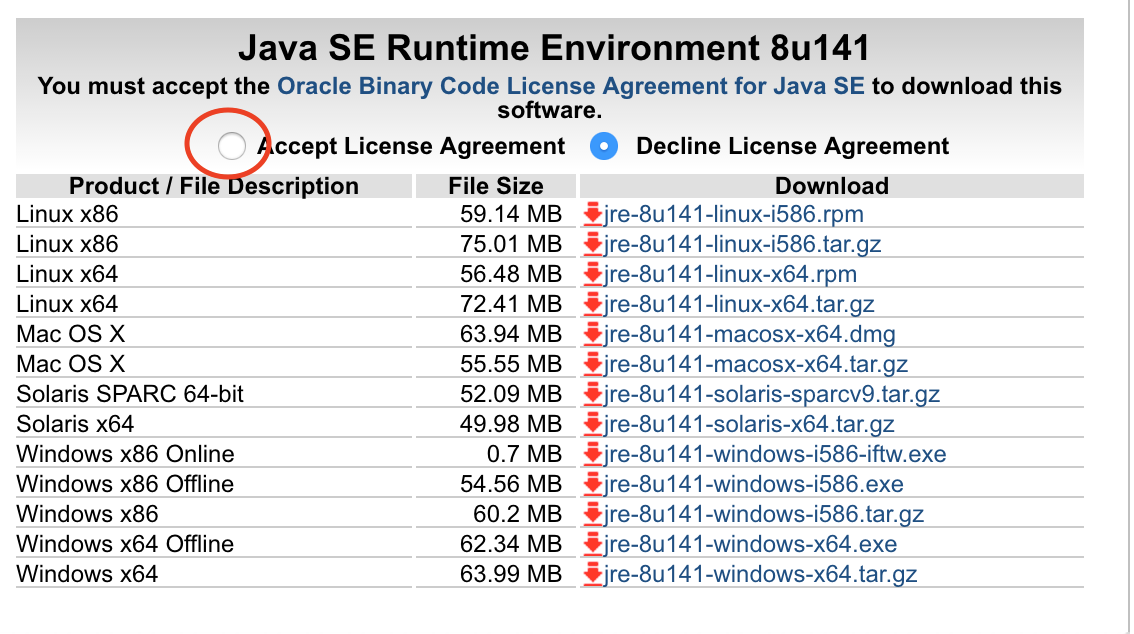 Java SE Runtime Environment 8u141
You must accept the Oracle Binary Code License Agreement for Java SE to download this
software.
Accept License Agreement Decline License Agreement
Product / File Description File Size Download
Linux x86 59.14 MB jre-8u141-linux-i586.rpm
Linux x86 75.01 MB jre-8u141-linux-i586.tar.gz
Linux x64 56.48 MB jre-8u141-linux-x64.rpm
Linux x64 72.41 MB jre-8u141-linux-x64.tar.gz
Mac OS X 63.94 MB jre-8u141-macosx-x64.dmg
Mac OS X 55.55 MB jre-8u141-macosx-x64.tar.gz
Solaris SPARC 64-bit 52.09 MB jre-8u141-solaris-sparcv9.tar.gz
Solaris x64 49.98 MB jre-8u141-solaris-x64.tar.gz
Windows x86 Online 0.7 MB jre-8u141-windows-i586-iftw.exe
Windows x86 Offline 54.56 MB jre-8u141-windows-i586.exe
Windows x86 60.2 MB jre-8u141-windows-i586.tar.gz
Windows x64 Offline 62.34 MB jre-8u141-windows-x64.exe
Windows x64 63.99 MB jre-8u141-windows-x64.tar.gz